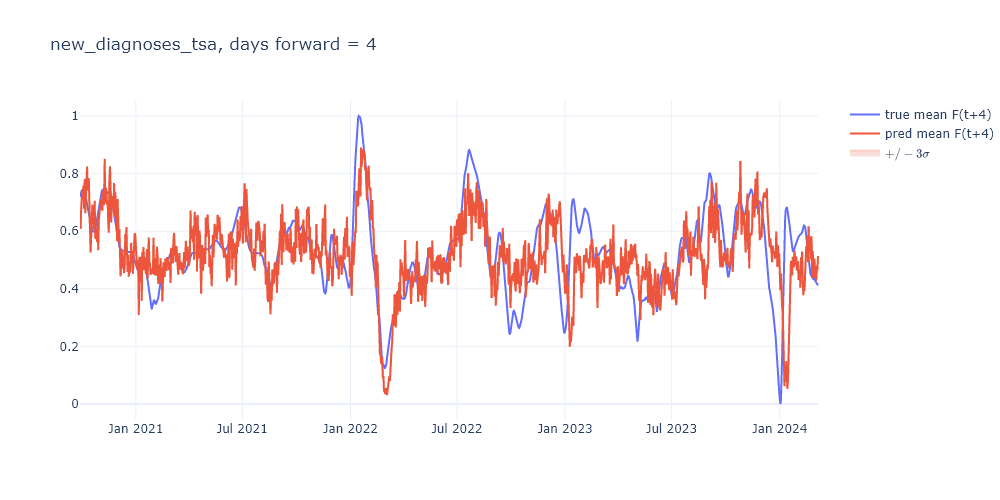 new_diagnoses_tsa, days forward = 4
true mean F(t+4)
pred mean F(t+4)
+/− 3σ
1
0.8
0.6
0.4
0.2
0
Jan 2021
Jul 2021
Jan 2022
Jul 2022
Jan 2023
Jul 2023
Jan 2024